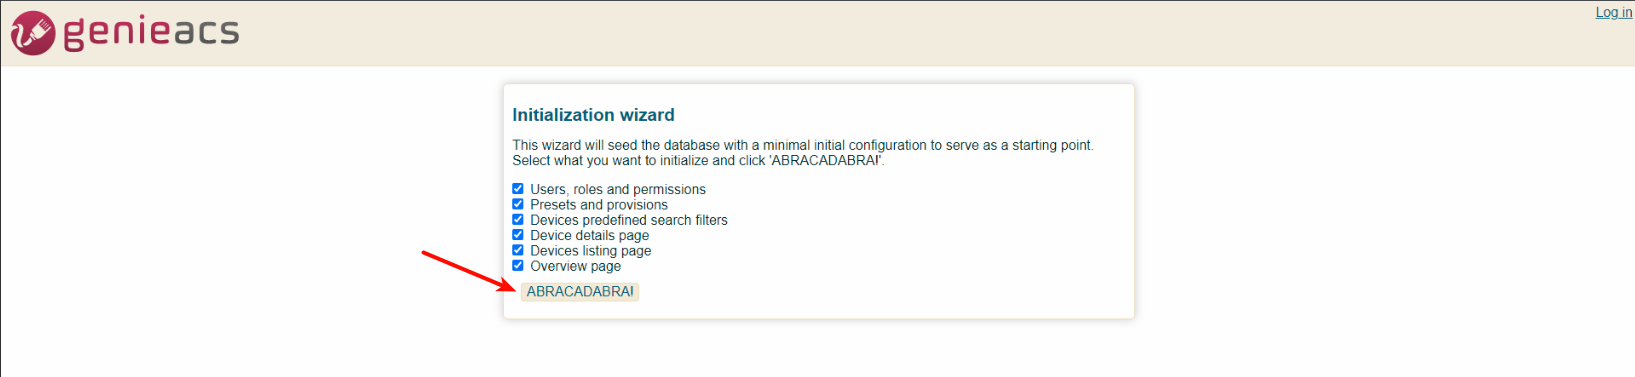 genieacs
Log in
Initialization wizard
This wizard will seed the database with a minimal initial configuration to serve as a starting point.
Select what you want to initialize and click 'ABRACADABRA!'.
Users, roles and permissions
Presets and provisions
Devices predefined search filters
Device details page
Devices listing page
Overview page
ABRACADABRA!